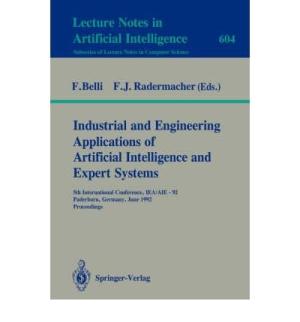 Lecture Notes in
Artificial Intelligence 604
Subseries of Lecture Notes in Computer Science
F. Belli F. J. Radermacher (Eds.)
Industrial and Engineering
Applications of
Artificial Intelligence and
Expert Systems
5th International Conference, IEA/AIE - 92
Paderborn, Germany, June 1992
Proceedings
Springer-Verlag